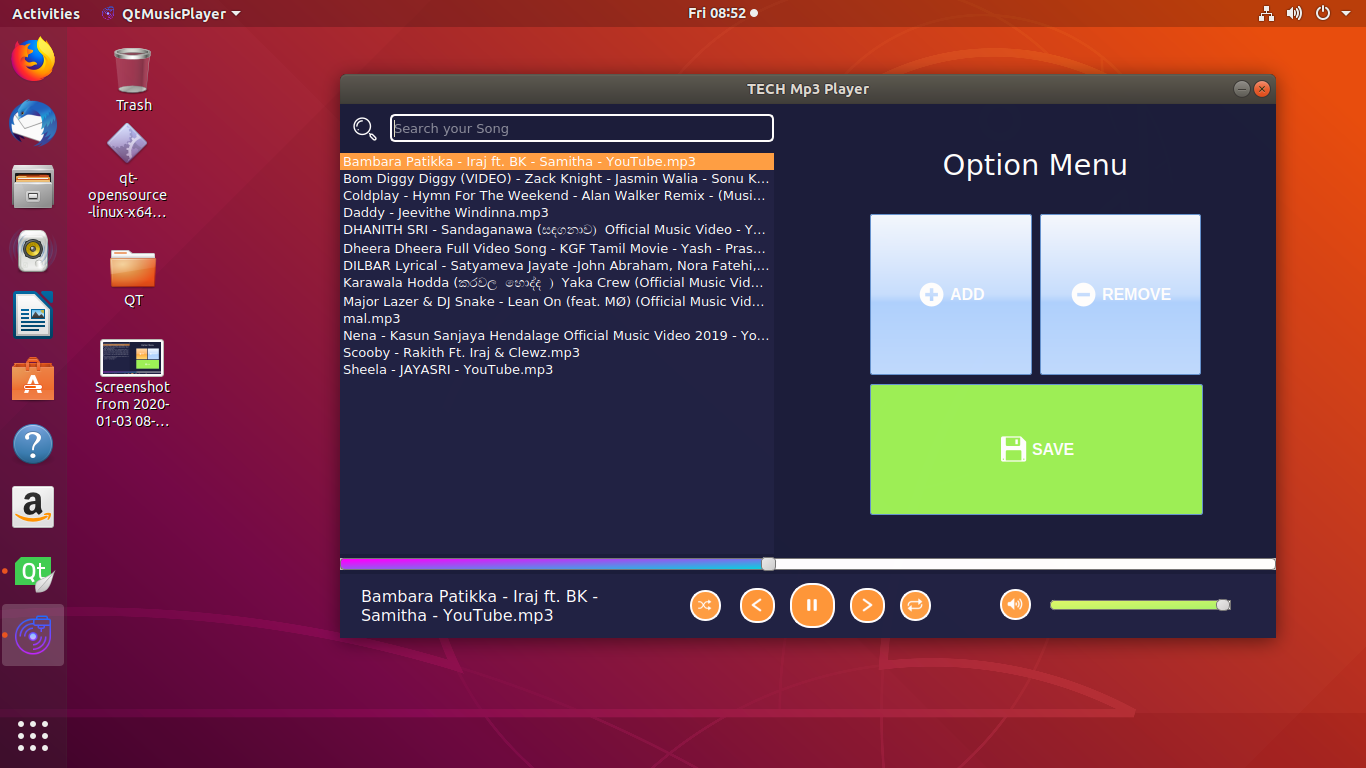 Activities
QtMusicPlayer
Fri 08:52
Trash
qt-
opensource
-linux-x64…
QT
Screenshot
from 2020-
01-03 08-…
TECH Mp3 Player
Search your Song
Bambara Patikka - Iraj ft. BK - Samitha - YouTube.mp3
Bom Diggy Diggy (VIDEO) - Zack Knight - Jasmin Walia - Sonu K…
Coldplay - Hymn For The Weekend - Alan Walker Remix - (Musi…
Daddy - Jeevithe Windinna.mp3
DHANITH SRI - Sandaganawa (සඳගනාව) Official Music Video - Y…
Dheera Dheera Full Video Song - KGF Tamil Movie - Yash - Pras…
DILBAR Lyrical - Satyameva Jayate -John Abraham, Nora Fatehi,…
Karawala Hodda (කරවල හොද්ද ) Yaka Crew (Official Music Vid…
Major Lazer & DJ Snake - Lean On (feat. MØ) (Official Music Vid…
mal.mp3
Nena - Kasun Sanjaya Hendalage Official Music Video 2019 - Yo…
Scooby - Rakith Ft. Iraj & Clewz.mp3
Sheela - JAYASRI - YouTube.mp3
Option Menu
ADD
REMOVE
SAVE
Bambara Patikka - Iraj ft. BK -
Samitha - YouTube.mp3